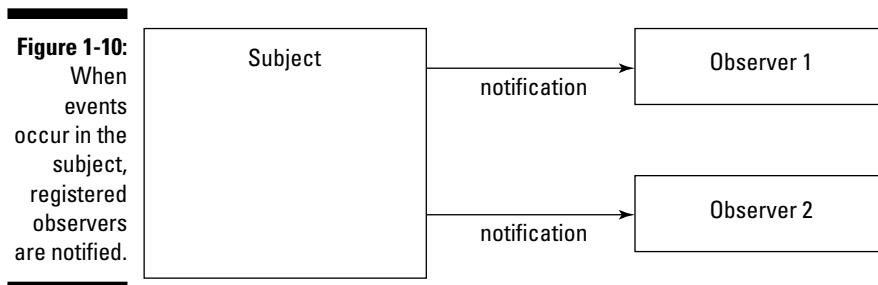 Figure 1-10:
When
events
occur in the
subject,
registered
observers
are notified.
Subject
notification
Observer 1
notification
Observer 2